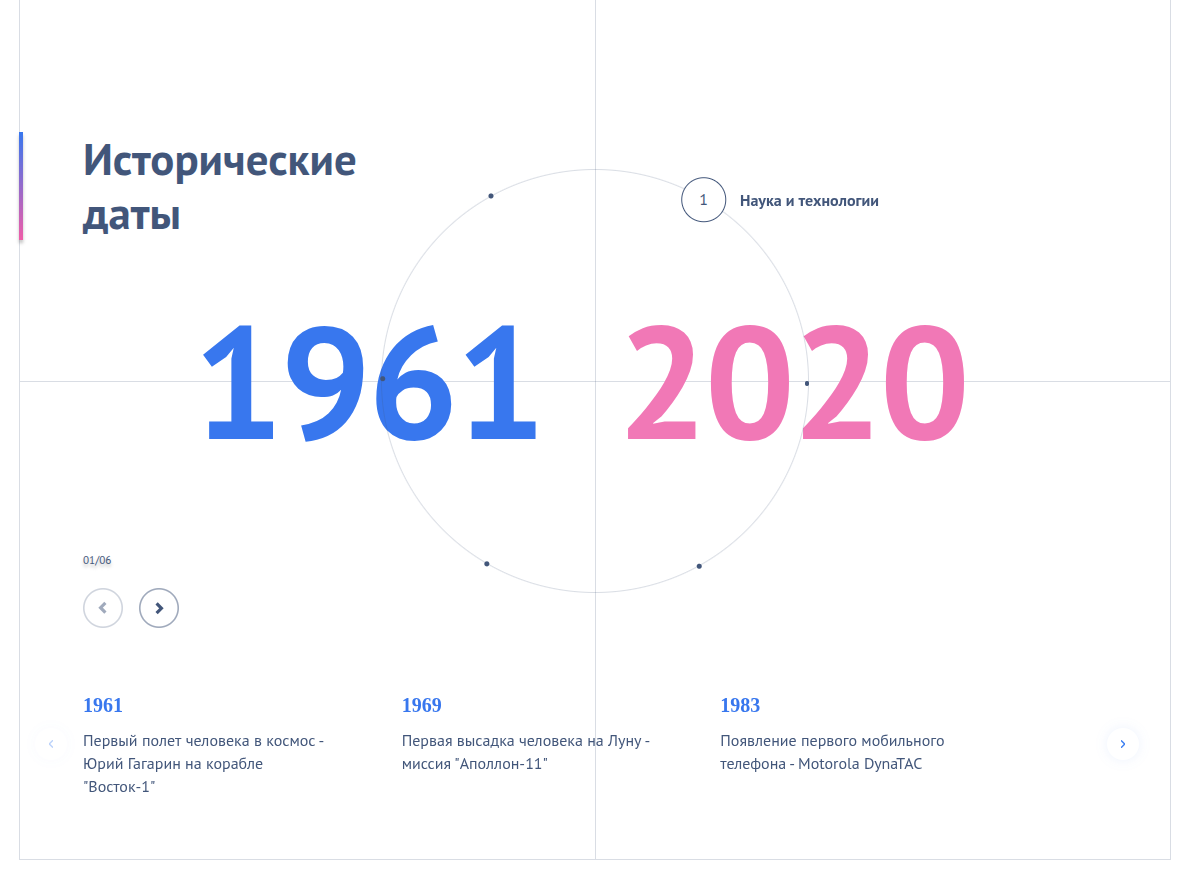 Исторические
даты
1 Наука и технологии
1961 2020
01/06
1961
Первый полет человека в космос -
Юрий Гагарин на корабле
"Восток-1"
1969
Первая высадка человека на Луну -
миссия "Аполлон-11"
1983
Появление первого мобильного
телефона - Motorola DynaTAC